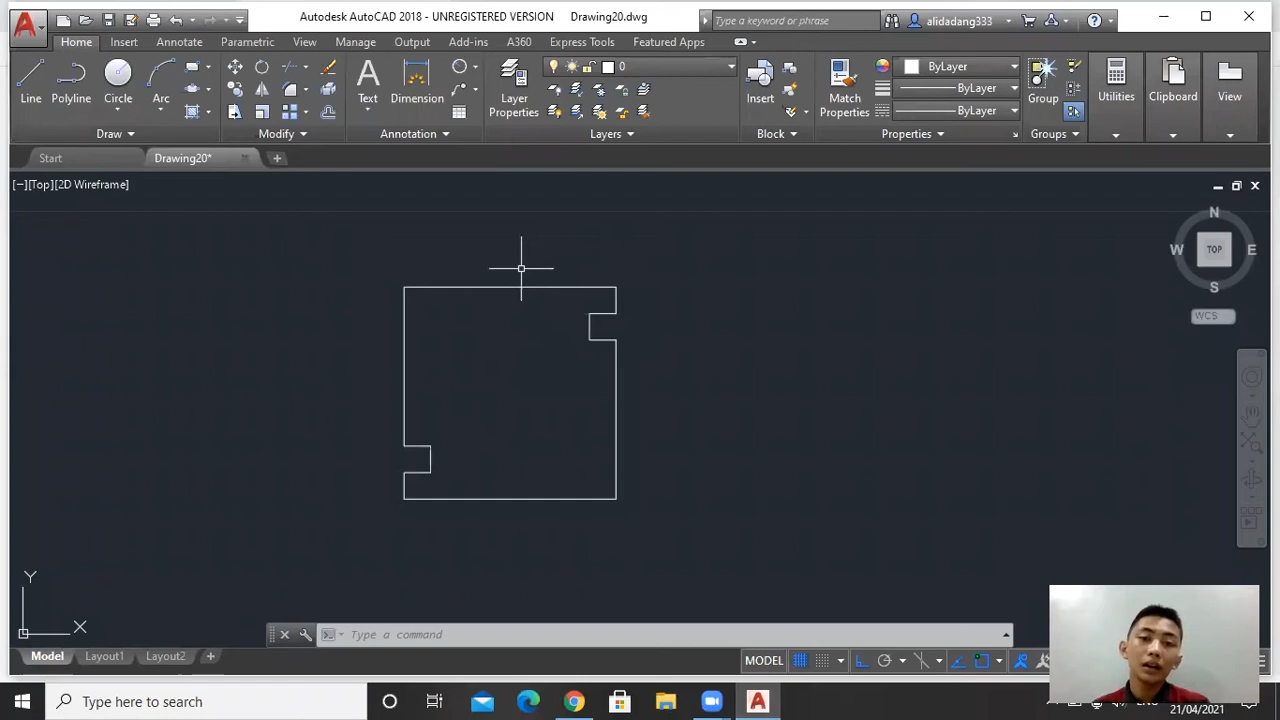 Autodesk AutoCAD 2018 - UNREGISTERED VERSION Drawing20.dwg
Type a keyword or phrase
alidadang333
Home Insert Annotate Parametric View Manage Output Add-ins A360 Express Tools Featured Apps
Line Polyline Circle Arc
Text Dimension
Layer Properties
0
Insert
Match Properties
ByLayer
ByLayer
ByLayer
Group
Utilities
Clipboard
View
Draw Modify Annotation Layers Block Properties Groups
Start Drawing20*
[−][Top][2D Wireframe]
N
W TOP E
S
WCS
Y
X
Type a command
Model Layout1 Layout2
MODEL
Type here to search
ENG
21/04/2021